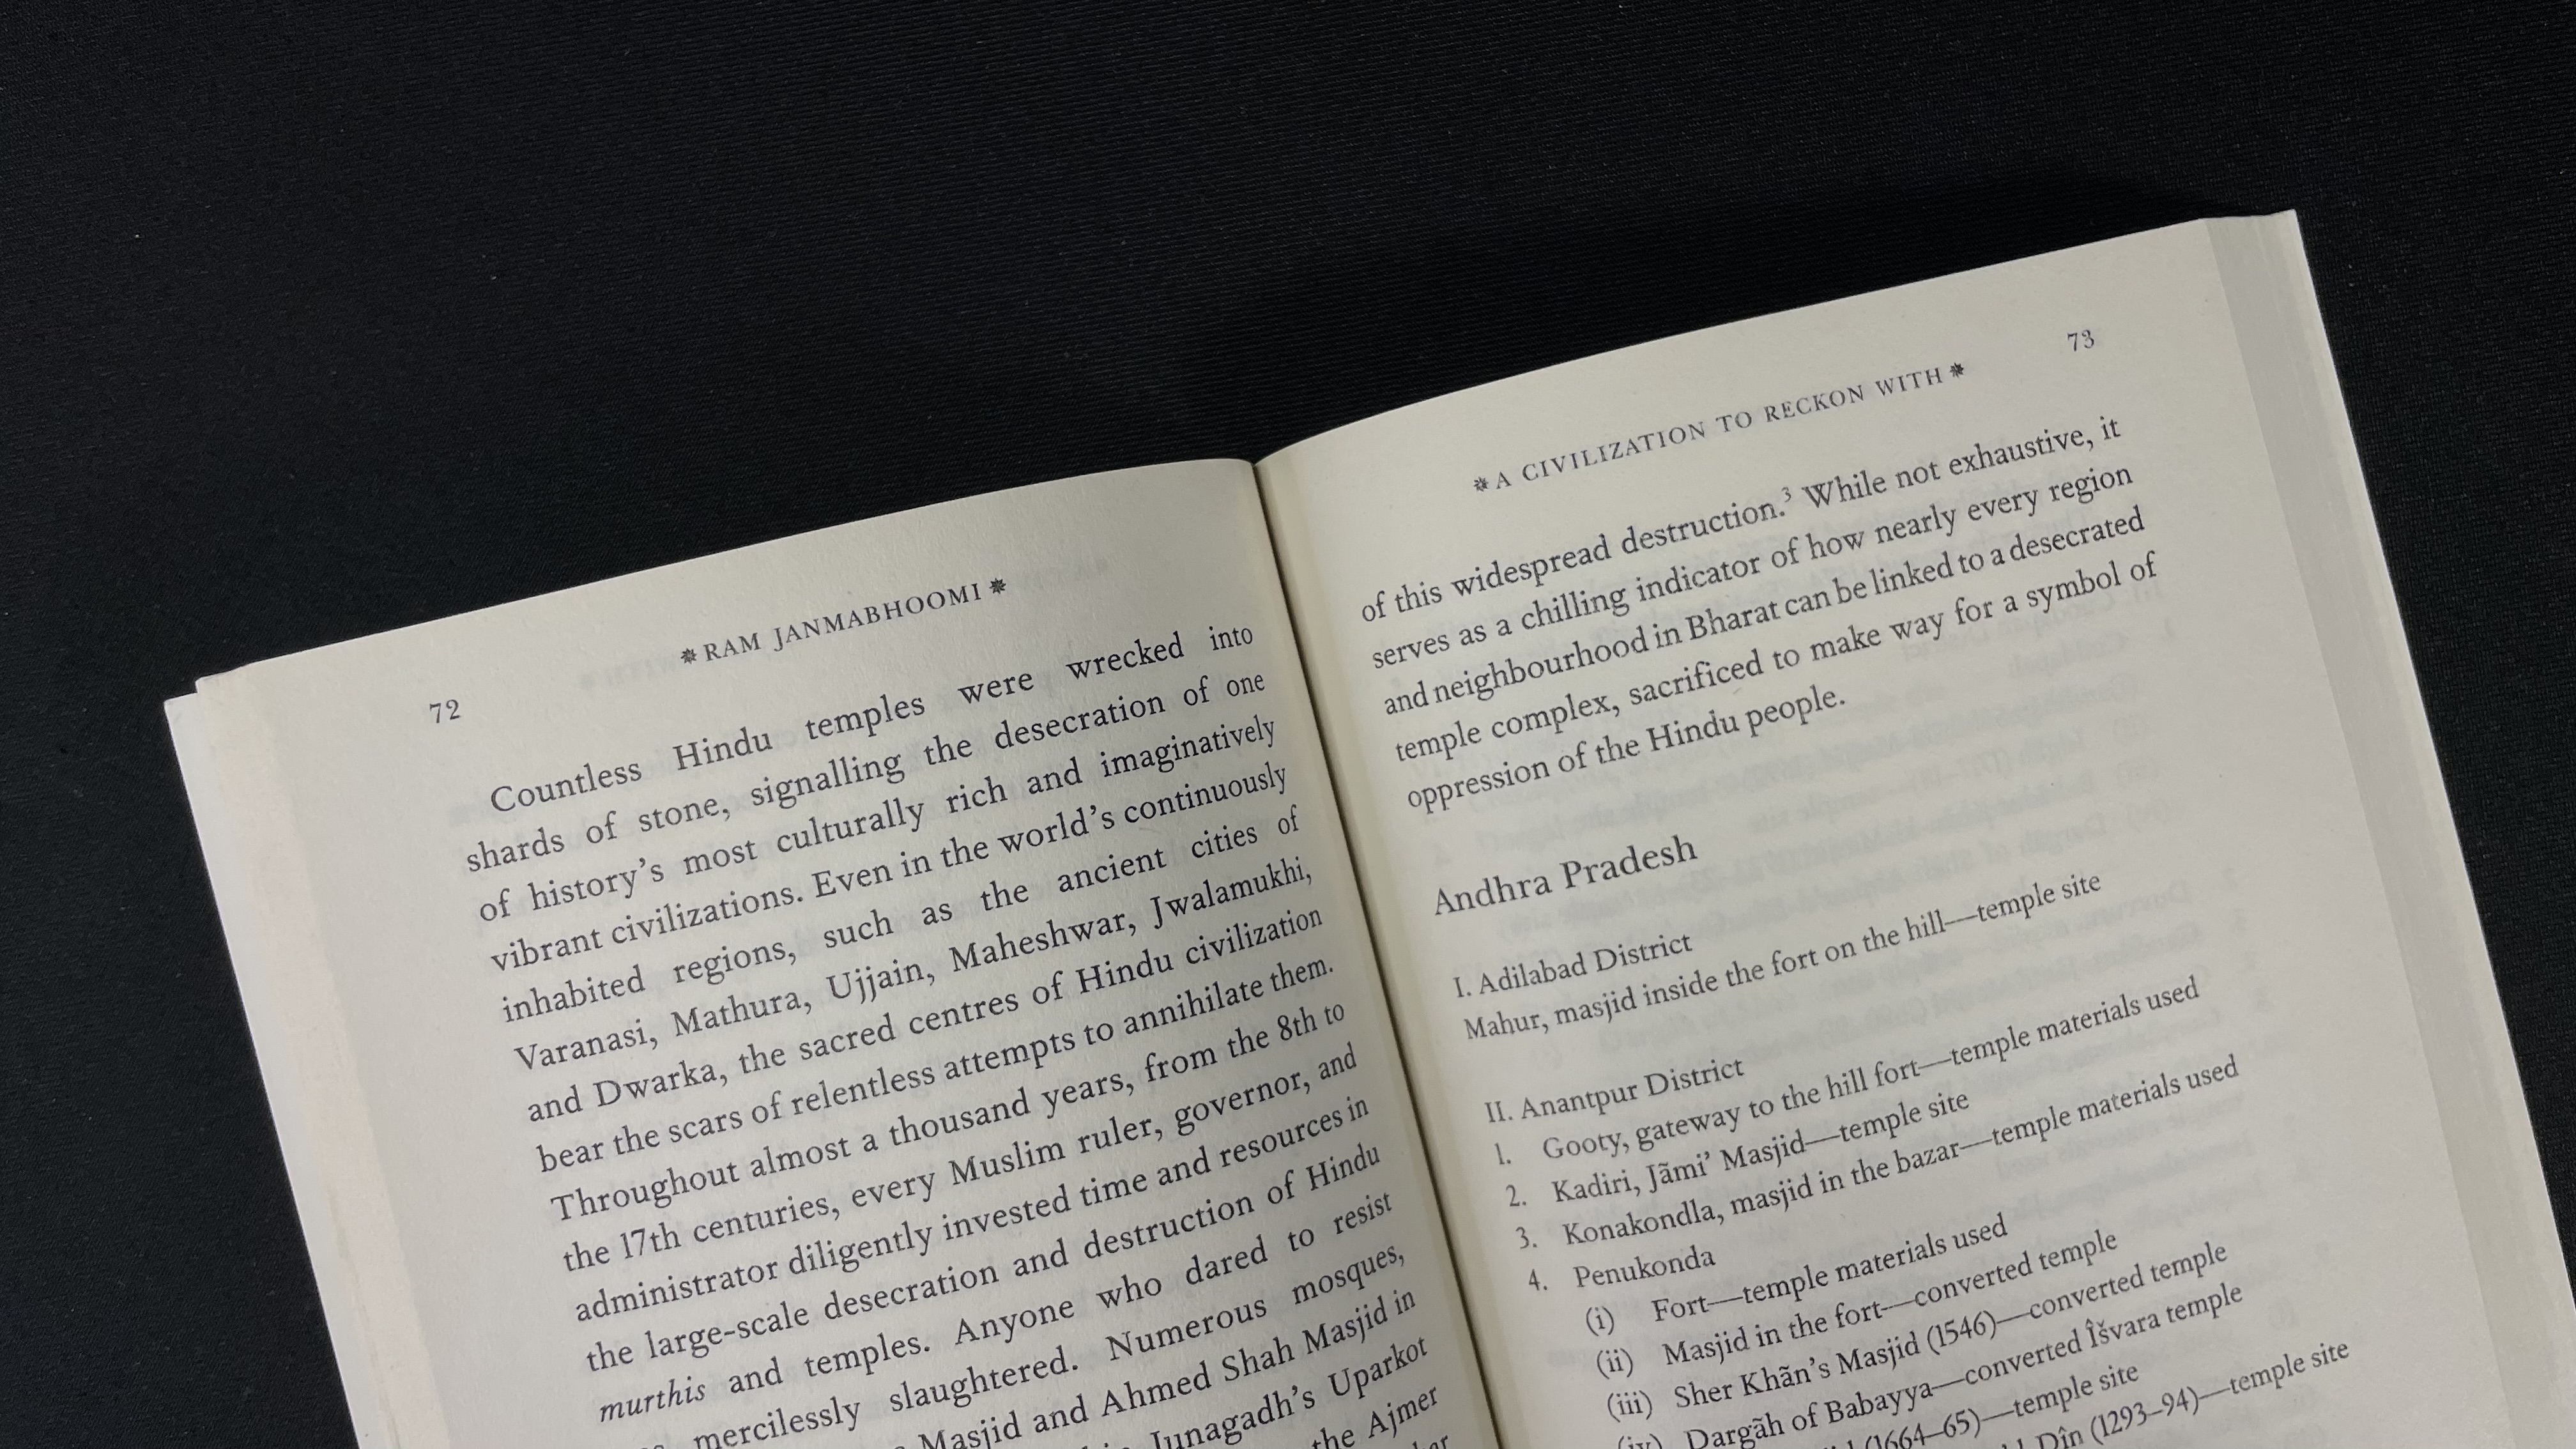 72
*RAM JANMABHOOMI*
Countless Hindu temples were wrecked into
shards of stone, signalling the desecration of one
of history's most culturally rich and imaginatively
vibrant civilizations. Even in the world's continuously
inhabited regions, such as the ancient cities of
Varanasi, Mathura, Ujjain, Maheshwar, Jwalamukhi,
and Dwarka, the sacred centres of Hindu civilization
bear the scars of relentless attempts to annihilate them.
Throughout almost a thousand years, from the 8th to
the 17th centuries, every Muslim ruler, governor, and
administrator diligently invested time and resources in
the large-scale desecration and destruction of Hindu
murthis and temples. Anyone who dared to resist
mercilessly slaughtered. Numerous mosques,
Masjid and Ahmed Shah Masjid in
Junagadh's Uparkot
the Ajmer
73
*A CIVILIZATION TO RECKON WITH*
of this widespread destruction.³ While not exhaustive, it
serves as a chilling indicator of how nearly every region
and neighbourhood in Bharat can be linked to a desecrated
temple complex, sacrificed to make way for a symbol of
oppression of the Hindu people.
Andhra Pradesh
I. Adilabad District
Mahur, masjid inside the fort on the hill—temple site
II. Anantpur District
1. Gooty, gateway to the hill fort—temple materials used
2. Kadiri, Jãmi' Masjid—temple site
3. Konakondla, masjid in the bazar—temple materials used
4. Penukonda
(i) Fort—temple materials used
(ii) Masjid in the fort—converted temple
(iii) Sher Khãn's Masjid (1546)—converted temple
(iv) Dargãh of Babayya—converted Îšvara temple
(1664–65)—temple site
Dîn (1293–94)—temple site